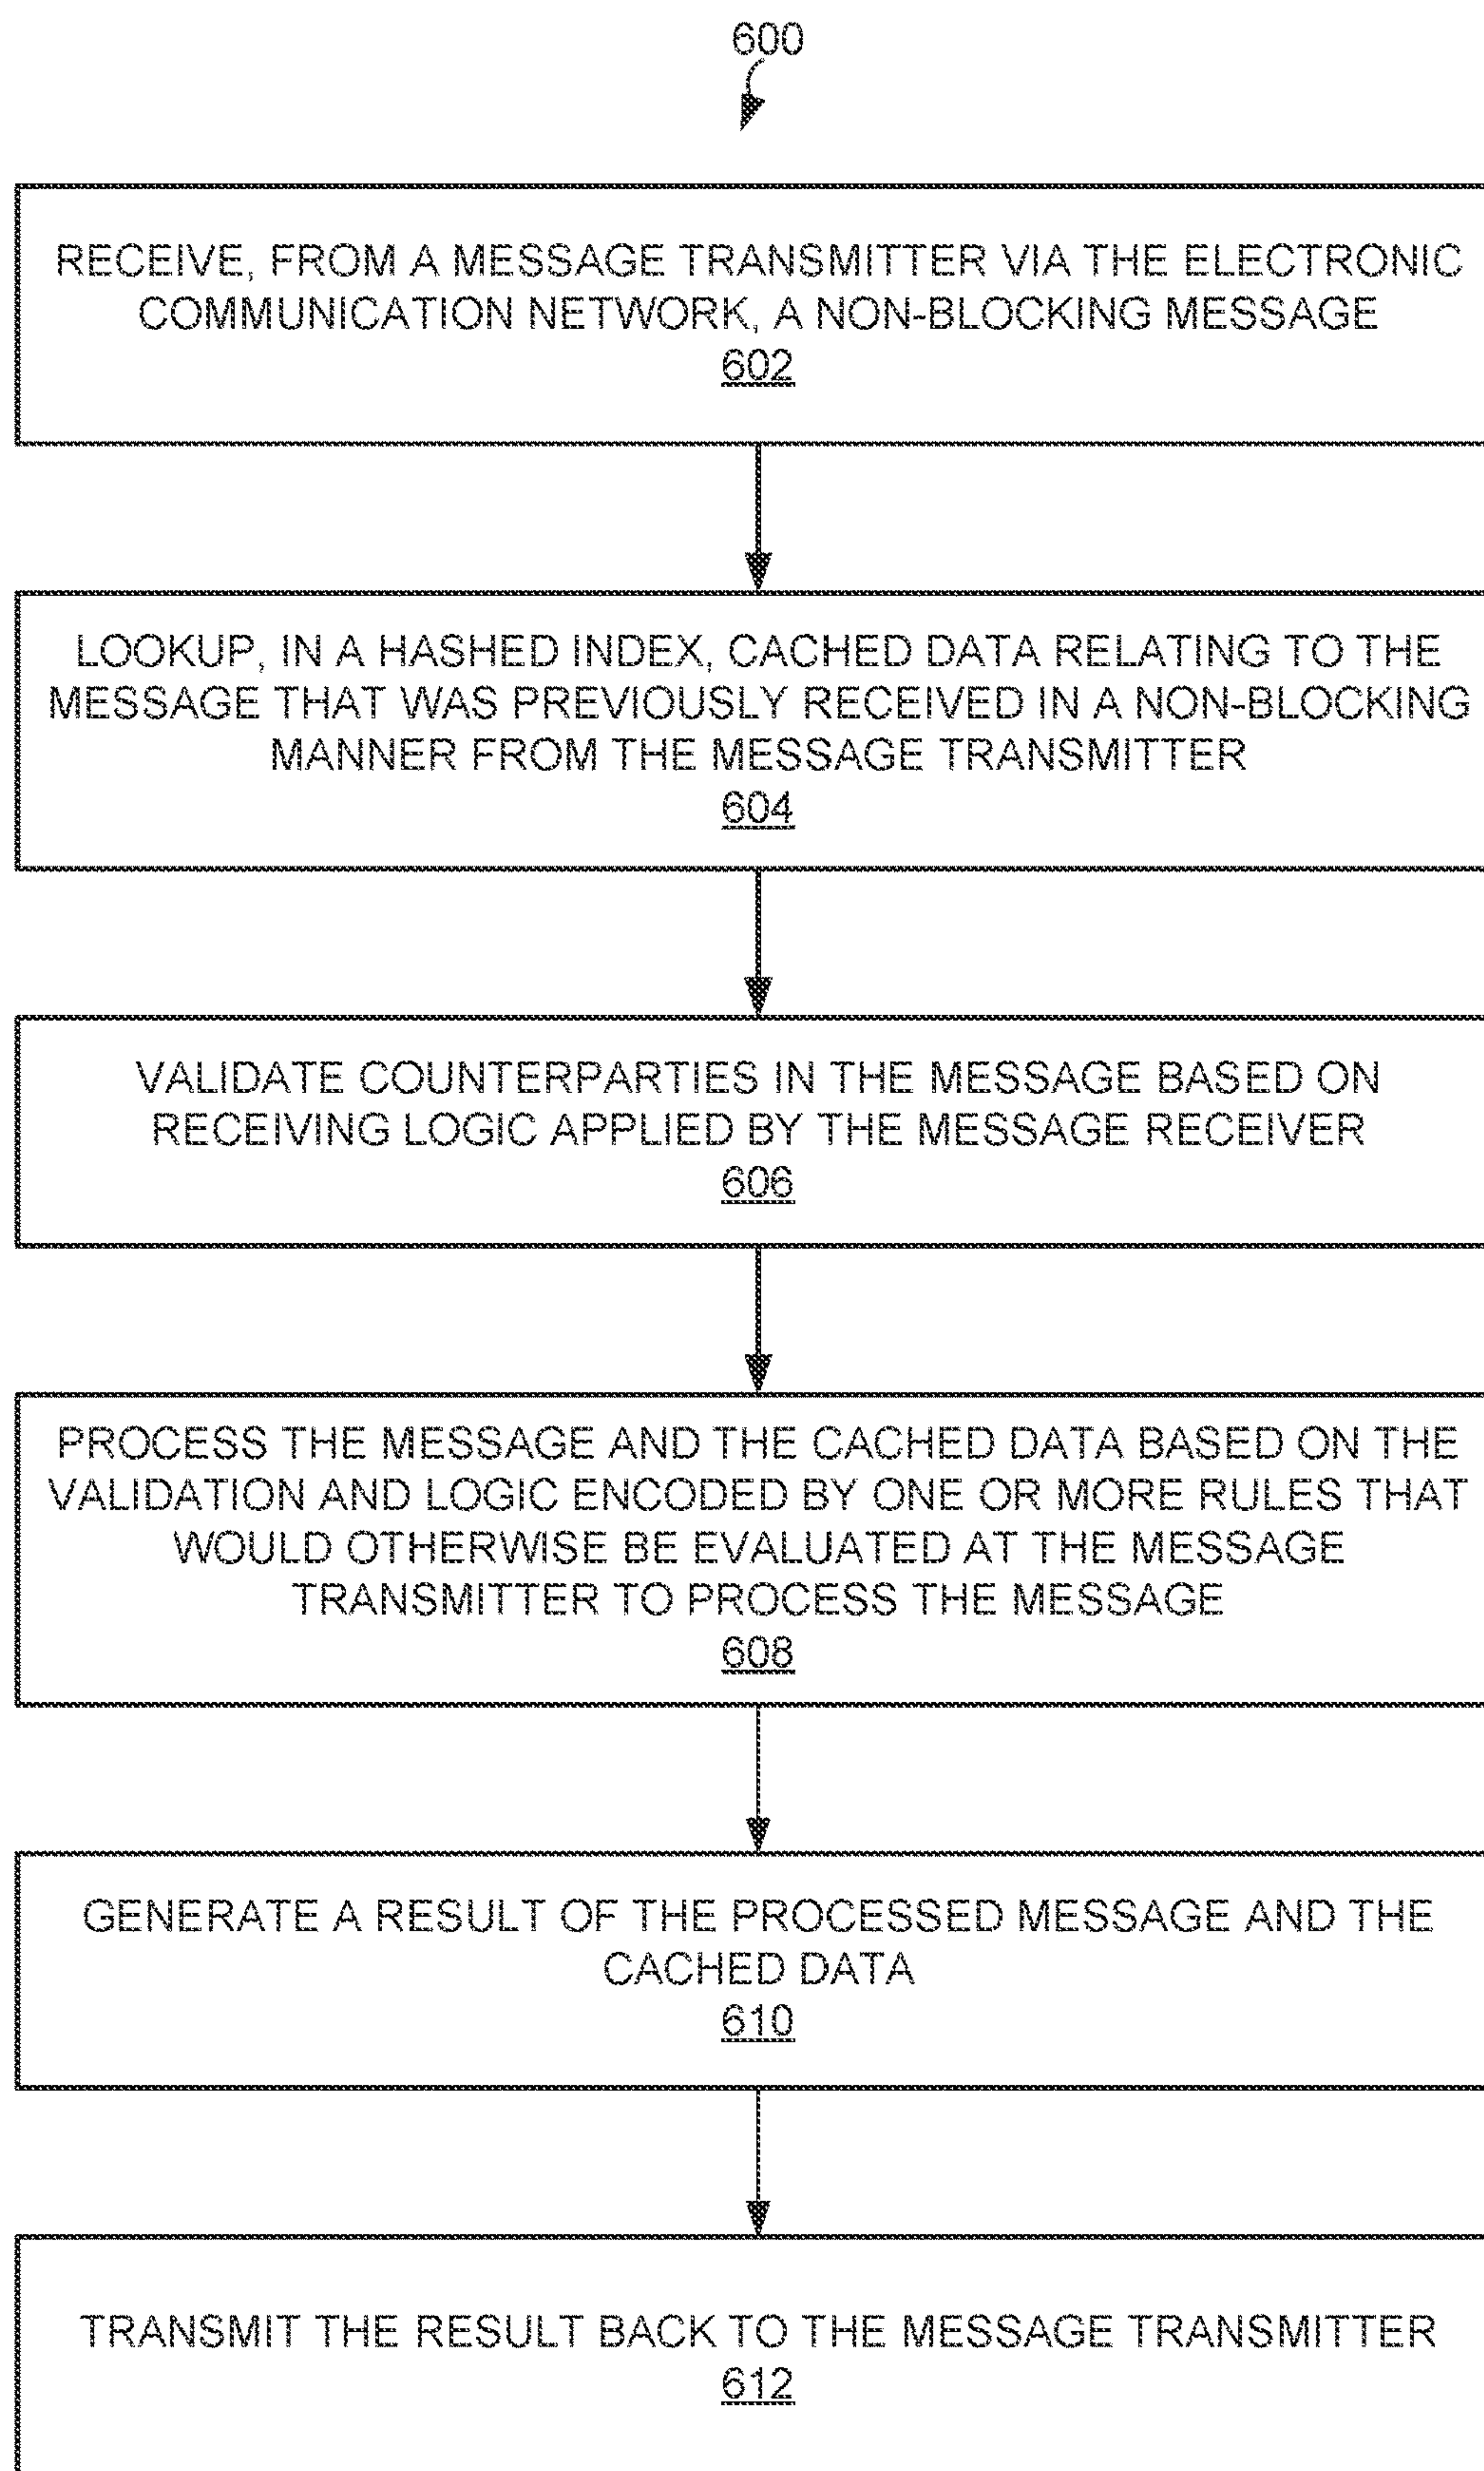 600
RECEIVE, FROM A MESSAGE TRANSMITTER VIA THE ELECTRONIC
COMMUNICATION NETWORK, A NON-BLOCKING MESSAGE
602
LOOKUP, IN A HASHED INDEX, CACHED DATA RELATING TO THE
MESSAGE THAT WAS PREVIOUSLY RECEIVED IN A NON-BLOCKING
MANNER FROM THE MESSAGE TRANSMITTER
604
VALIDATE COUNTERPARTIES IN THE MESSAGE BASED ON
RECEIVING LOGIC APPLIED BY THE MESSAGE RECEIVER
606
PROCESS THE MESSAGE AND THE CACHED DATA BASED ON THE
VALIDATION AND LOGIC ENCODED BY ONE OR MORE RULES THAT
WOULD OTHERWISE BE EVALUATED AT THE MESSAGE
TRANSMITTER TO PROCESS THE MESSAGE
608
GENERATE A RESULT OF THE PROCESSED MESSAGE AND THE
CACHED DATA
610
TRANSMIT THE RESULT BACK TO THE MESSAGE TRANSMITTER
612